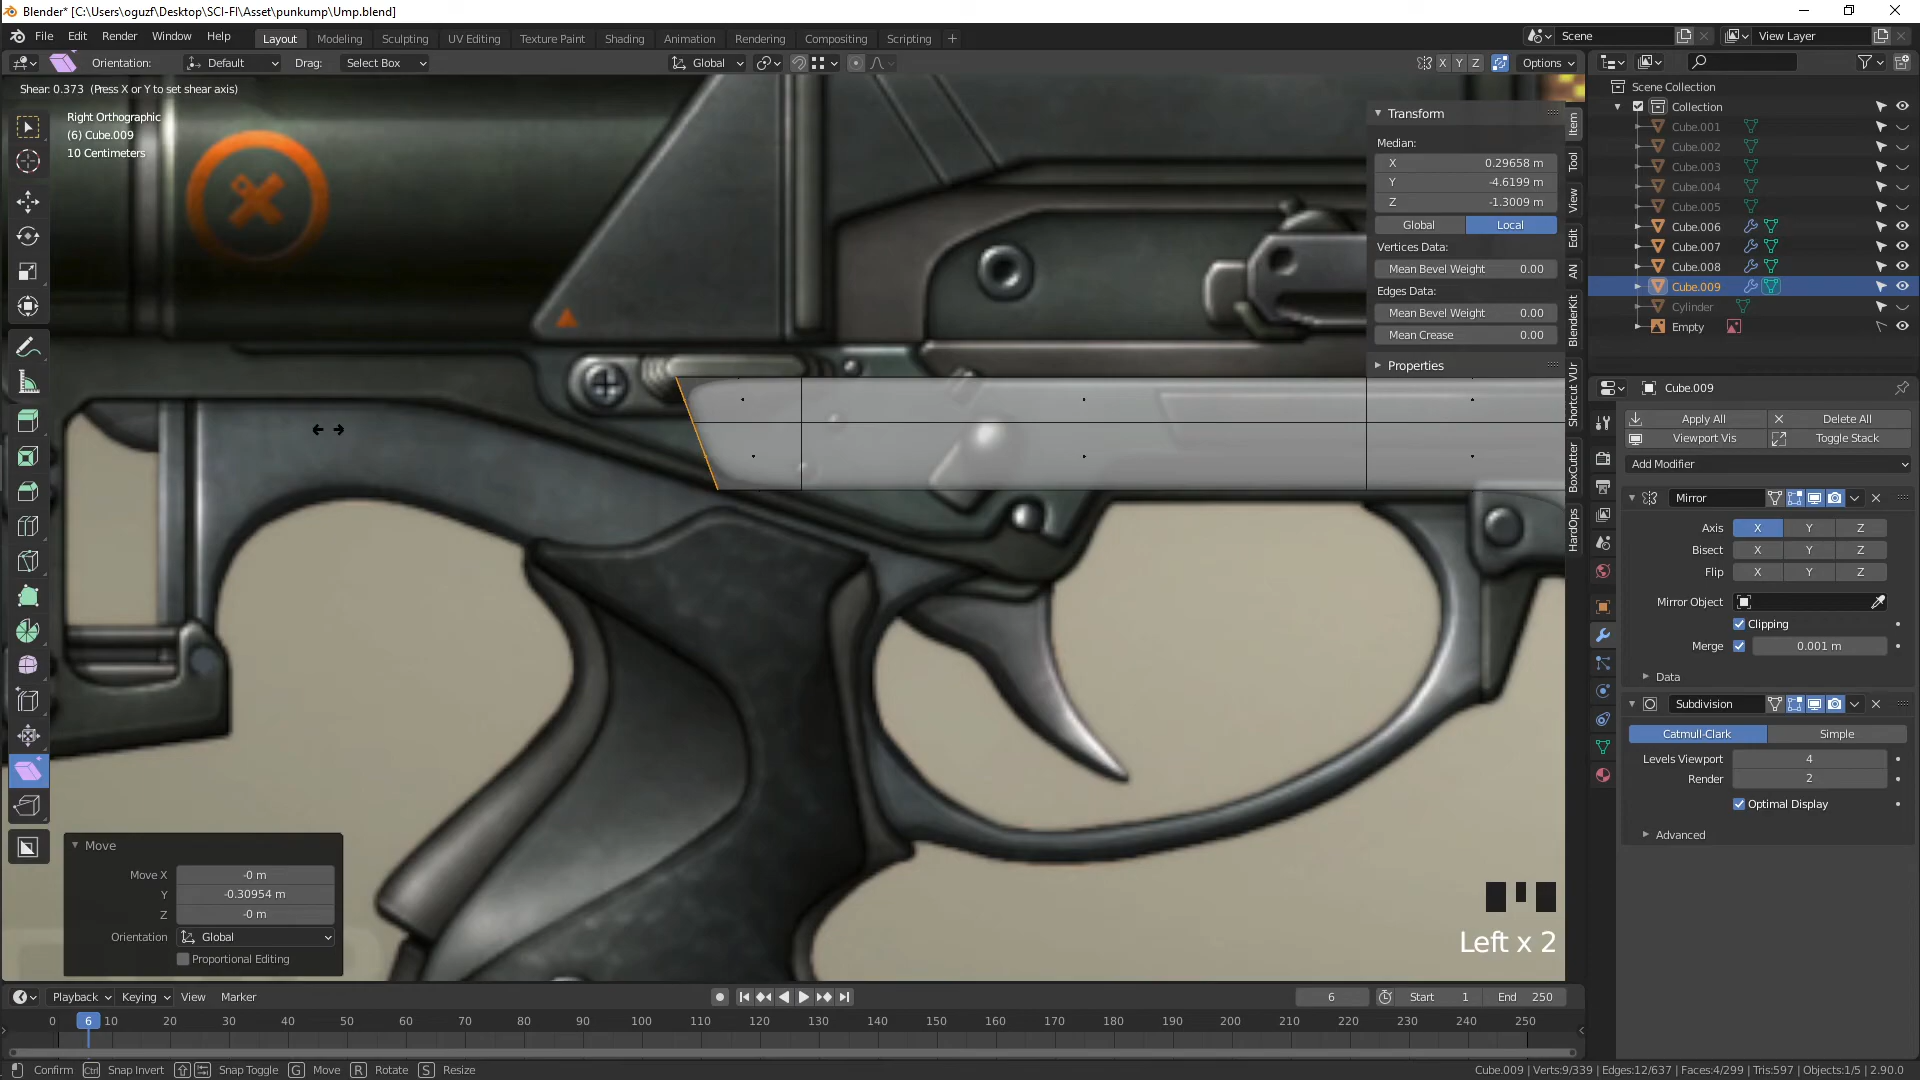 Blender* [C:\Users\oguzf\Desktop\SCI-FI\Asset\punkump\Ump.blend]
File Edit Render Window Help
Layout Modeling Sculpting UV Editing Texture Paint Shading Animation Rendering Compositing Scripting +
Scene
View Layer
Orientation: Default Drag: Select Box
Global
X Y Z Options
Shear: 0.373 (Press X or Y to set shear axis)
Right Orthographic
(6) Cube.009
10 Centimeters
Transform
Median:
X 0.29658 m
Y -4.6199 m
Z -1.3009 m
Global Local
Vertices Data:
Mean Bevel Weight 0.00
Edges Data:
Mean Bevel Weight 0.00
Mean Crease 0.00
Properties
Item
Tool
View
Edit
AN
BlenderKit
Shortcut VUr
BoxCutter
HardOps
Scene Collection
Collection
Cube.001
Cube.002
Cube.003
Cube.004
Cube.005
Cube.006
Cube.007
Cube.008
Cube.009
Cylinder
Empty
Cube.009
Apply All Delete All
Viewport Vis Toggle Stack
Add Modifier
Mirror
Axis X Y Z
Bisect X Y Z
Flip X Y Z
Mirror Object
Clipping
Merge 0.001 m
Data
Subdivision
Catmull-Clark Simple
Levels Viewport 4
Render 2
Optimal Display
Advanced
Move
Move X -0 m
Y -0.30954 m
Z -0 m
Orientation Global
Proportional Editing
Left x 2
Playback Keying View Marker
6 Start 1 End 250
0 6 10 20 30 40 50 60 70 80 90 100 110 120 130 140 150 160 170 180 190 200 210 220 230 240 250
Confirm Ctrl Snap Invert Snap Toggle G Move R Rotate S Resize
Cube.009 | Verts:9/339 | Edges:12/637 | Faces:4/299 | Tris:597 | Objects:1/5 | 2.90.0